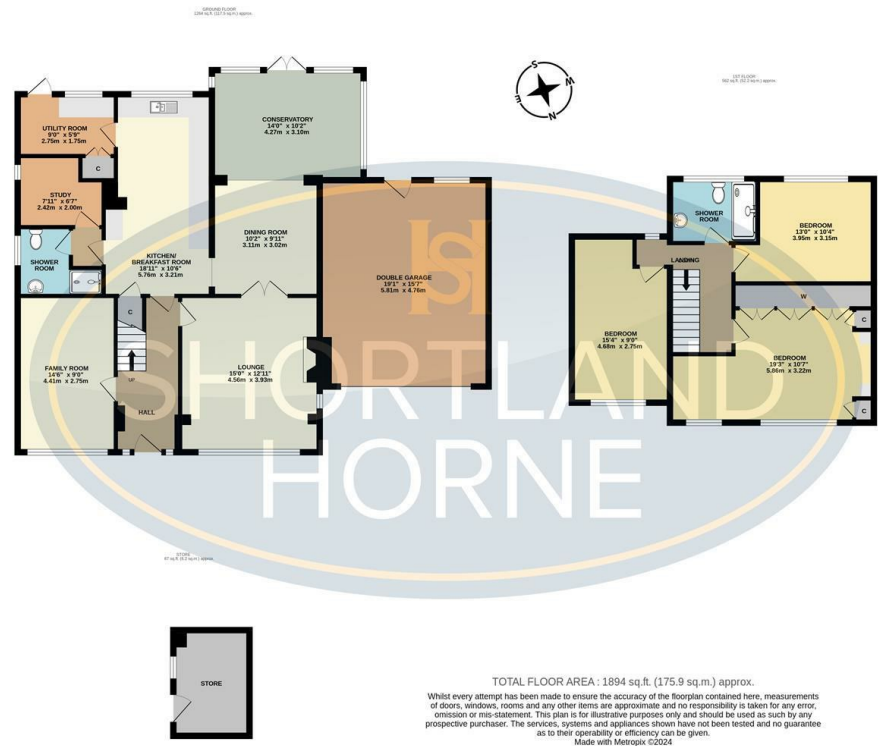 GROUND FLOOR
1ST FLOOR
CONSERVATORY
14'0" x 10'2"
4.27m x 3.10m
UTILITY ROOM
9'0" x 5'9"
2.75m x 1.75m
C
STUDY
7'11" x 6'7"
2.42m x 2.00m
SHOWER
ROOM
KITCHEN/
BREAKFAST ROOM
18'11" x 10'6"
5.76m x 3.21m
DINING ROOM
10'2" x 9'11"
3.11m x 3.02m
DOUBLE GARAGE
19'1" x 15'7"
5.81m x 4.76m
C
FAMILY ROOM
14'6" x 9'0"
4.41m x 2.75m
UP
HALL
LOUNGE
15'0" x 12'11"
4.56m x 3.93m
S
W
E
N
SHOWER
ROOM
BEDROOM
13'0" x 10'4"
3.95m x 3.15m
LANDING
W
C
BEDROOM
15'4" x 9'0"
4.68m x 2.75m
BEDROOM
19'3" x 10'7"
5.86m x 3.22m
C
SH
SHORTLAND
HORNE
STORE
STORE
TOTAL FLOOR AREA : 1894 sq.ft. (175.9 sq.m.) approx.
Whilst every attempt has been made to ensure the accuracy of the floorplan contained here, measurements
of doors, windows, rooms and any other items are approximate and no responsibility is taken for any error,
omission or mis-statement. This plan is for illustrative purposes only and should be used as such by any
prospective purchaser. The services, systems and appliances shown have not been tested and no guarantee
as to their operability or efficiency can be given.
Made with Metropix ©2024